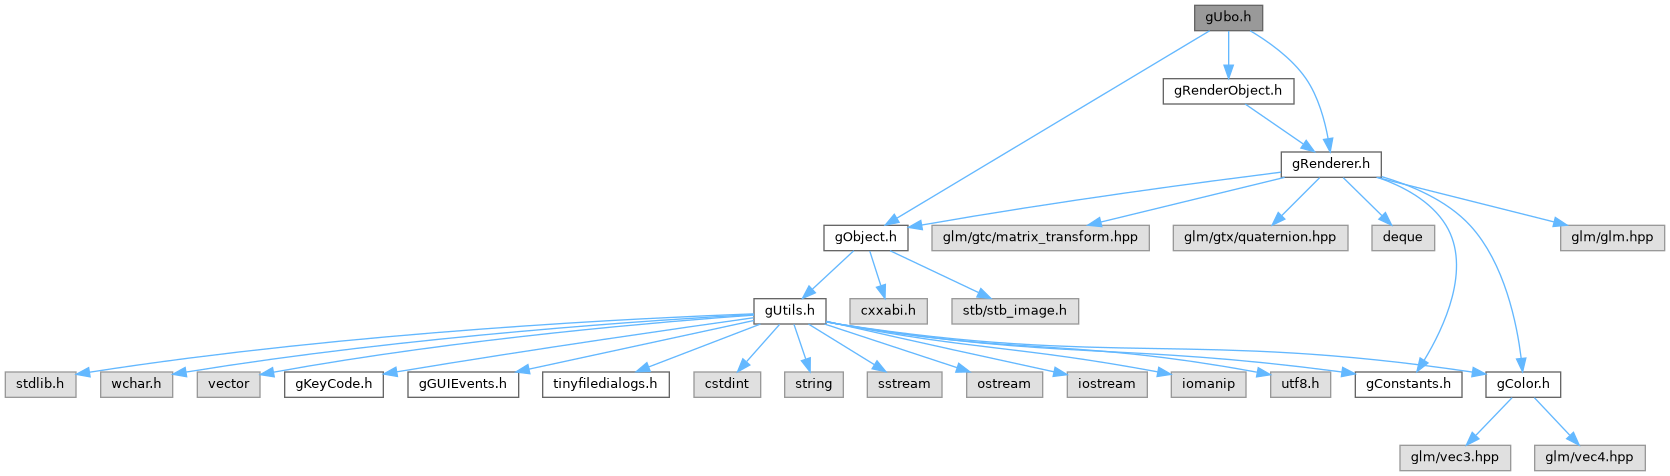 gUbo.h
gRenderObject.h
gRenderer.h
gObject.h
glm/gtc/matrix_transform.hpp
glm/gtx/quaternion.hpp
deque
glm/glm.hpp
gUtils.h
cxxabi.h
stb/stb_image.h
stdlib.h
wchar.h
vector
gKeyCode.h
gGUIEvents.h
tinyfiledialogs.h
cstdint
string
sstream
ostream
iostream
iomanip
utf8.h
gConstants.h
gColor.h
glm/vec3.hpp
glm/vec4.hpp